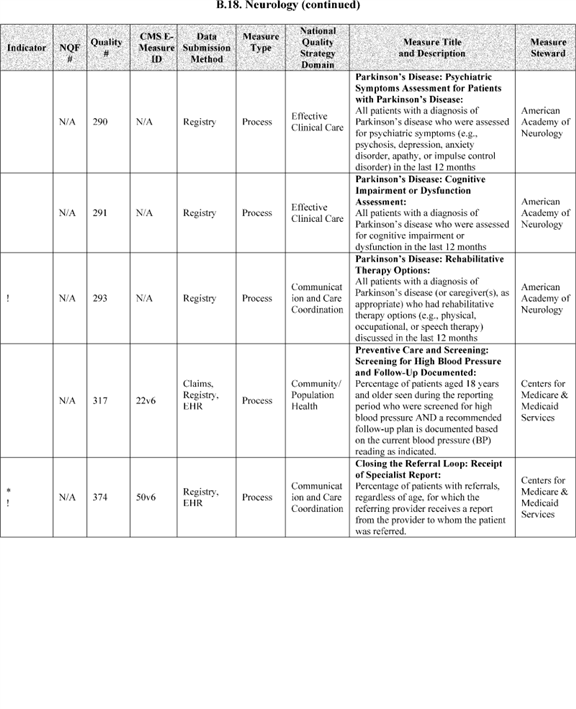 B.18. Neurology (continued)
Indicator
NQF
#
Quality
#
CMS E-
Measure
ID
Data
Submission
Method
Measure
Type
National
Quality
Strategy
Domain
Measure Title
and Description
Measure
Steward
N/A
290
N/A
Registry
Process
Effective
Clinical Care
Parkinson's Disease: Psychiatric
Symptoms Assessment for Patients
with Parkinson's Disease:
All patients with a diagnosis of
Parkinson's disease who were assessed
for psychiatric symptoms (e.g.,
psychosis, depression, anxiety
disorder, apathy, or impulse control
disorder) in the last 12 months
American
Academy of
Neurology
N/A
291
N/A
Registry
Process
Effective
Clinical Care
Parkinson's Disease: Cognitive
Impairment or Dysfunction
Assessment:
All patients with a diagnosis of
Parkinson's disease who were assessed
for cognitive impairment or
dysfunction in the last 12 months
American
Academy of
Neurology
!
N/A
293
N/A
Registry
Process
Communicat
ion and Care
Coordination
Parkinson's Disease: Rehabilitative
Therapy Options:
All patients with a diagnosis of
Parkinson's disease (or caregiver(s), as
appropriate) who had rehabilitative
therapy options (e.g., physical,
occupational, or speech therapy)
discussed in the last 12 months
American
Academy of
Neurology
N/A
317
22v6
Claims,
Registry,
EHR
Process
Community/
Population
Health
Preventive Care and Screening:
Screening for High Blood Pressure
and Follow-Up Documented:
Percentage of patients aged 18 years
and older seen during the reporting
period who were screened for high
blood pressure AND a recommended
follow-up plan is documented based
on the current blood pressure (BP)
reading as indicated.
Centers for
Medicare &
Medicaid
Services
*
!
N/A
374
50v6
Registry,
EHR
Process
Communicat
ion and Care
Coordination
Closing the Referral Loop: Receipt
of Specialist Report:
Percentage of patients with referrals,
regardless of age, for which the
referring provider receives a report
from the provider to whom the patient
was referred.
Centers for
Medicare &
Medicaid
Services